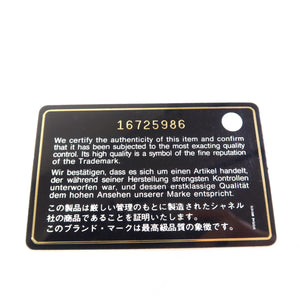 16725986
We certify the authenticity of this item and confirm
that it has been subjected to the most exacting quality
control. Its high quality is a symbol of the fine reputation
of the Trademark.
Wir bestätigen, dass es sich um einen Artikel handelt,
der während seiner Herstellung strengsten Kontrollen
unterworfen war, und dessen erstklassige Qualität
dem hohen Ansehen unserer Marke entspricht.
この製品は厳しい管理のもとに製造されたシャネル
社の商品であることを証明いたします。
このブランド・マークは最高級品質の象徴です。